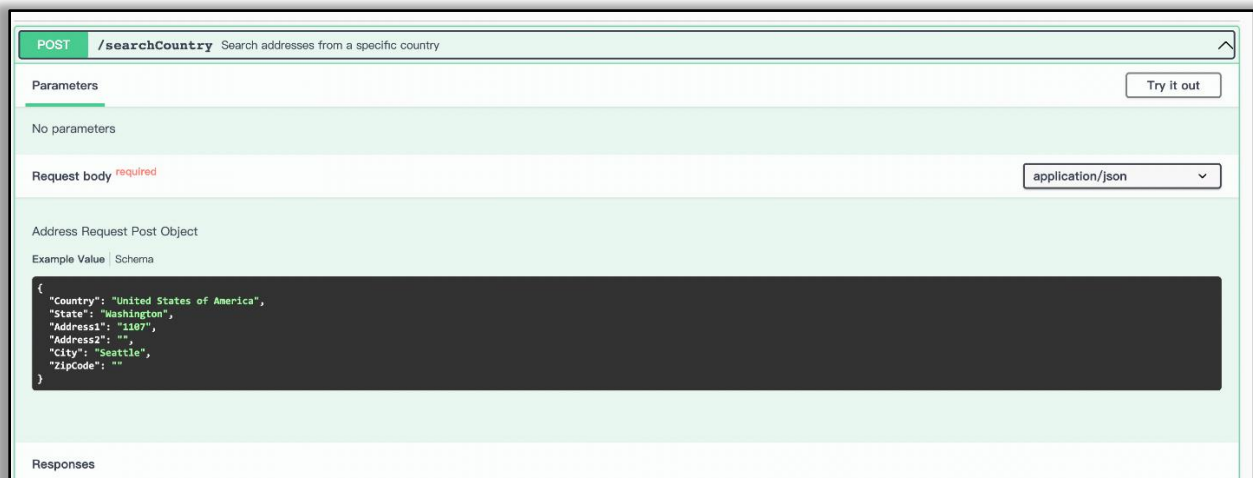 POST /searchCountry Search addresses from a specific country
Parameters Try it out
No parameters
Request body required application/json
Address Request Post Object
Example Value Schema
{
"Country": "United States of America",
"State": "Washington",
"Address1": "1107",
"Address2": "",
"City": "Seattle",
"ZipCode": ""
}
Responses